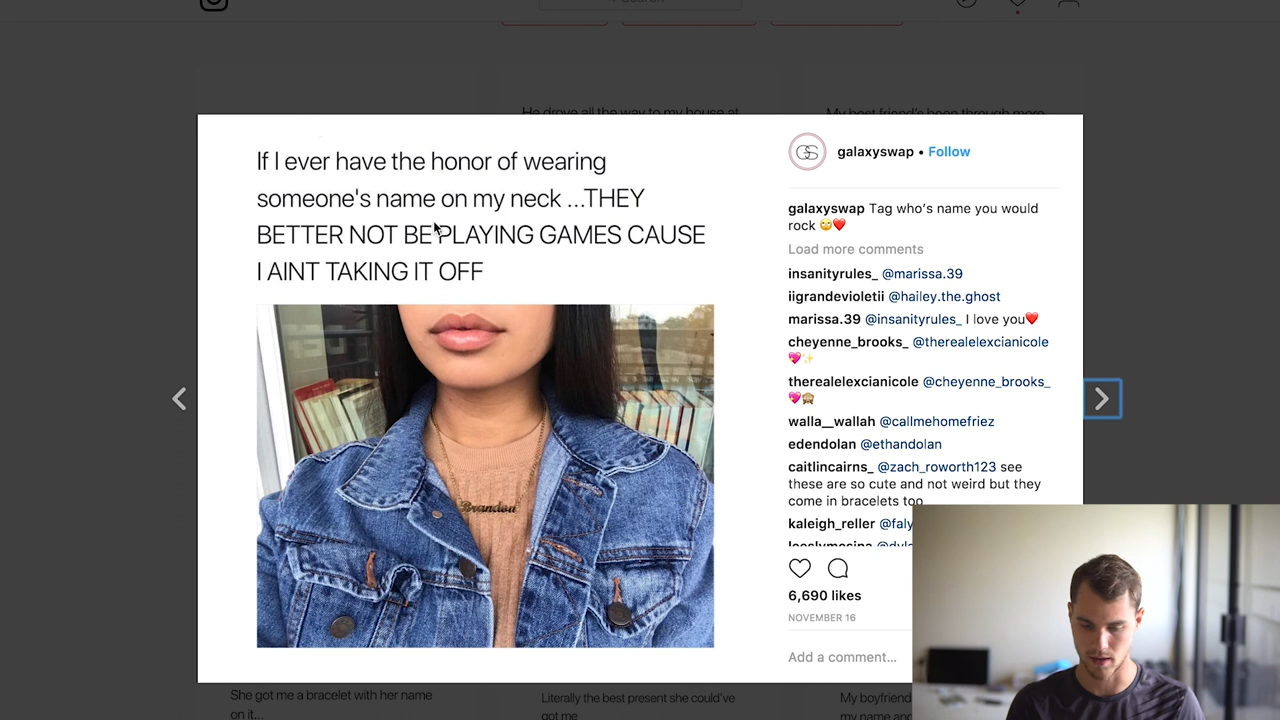 He drove all the way to my house at
My best friend's been through more
If I ever have the honor of wearing
someone's name on my neck ...THEY
BETTER NOT BE PLAYING GAMES CAUSE
I AINT TAKING IT OFF
Brandon
GS
galaxyswap • Follow
galaxyswap Tag who's name you would
rock 🙄❤️
Load more comments
insanityrules_ @marissa.39
iigrandevioletii @hailey.the.ghost
marissa.39 @insanityrules_ I love you❤️
cheyenne_brooks_ @therealelexcianicole
💖✨
therealelexcianicole @cheyenne_brooks_
💖🙈
walla__wallah @callmehomefriez
edendolan @ethandolan
caitlincairns_ @zach_roworth123 see
these are so cute and not weird but they
come in bracelets too
kaleigh_reller @faly
6,690 likes
NOVEMBER 16
Add a comment...
She got me a bracelet with her name
on it...
Literally the best present she could've
got me
My boyfriend
my name and